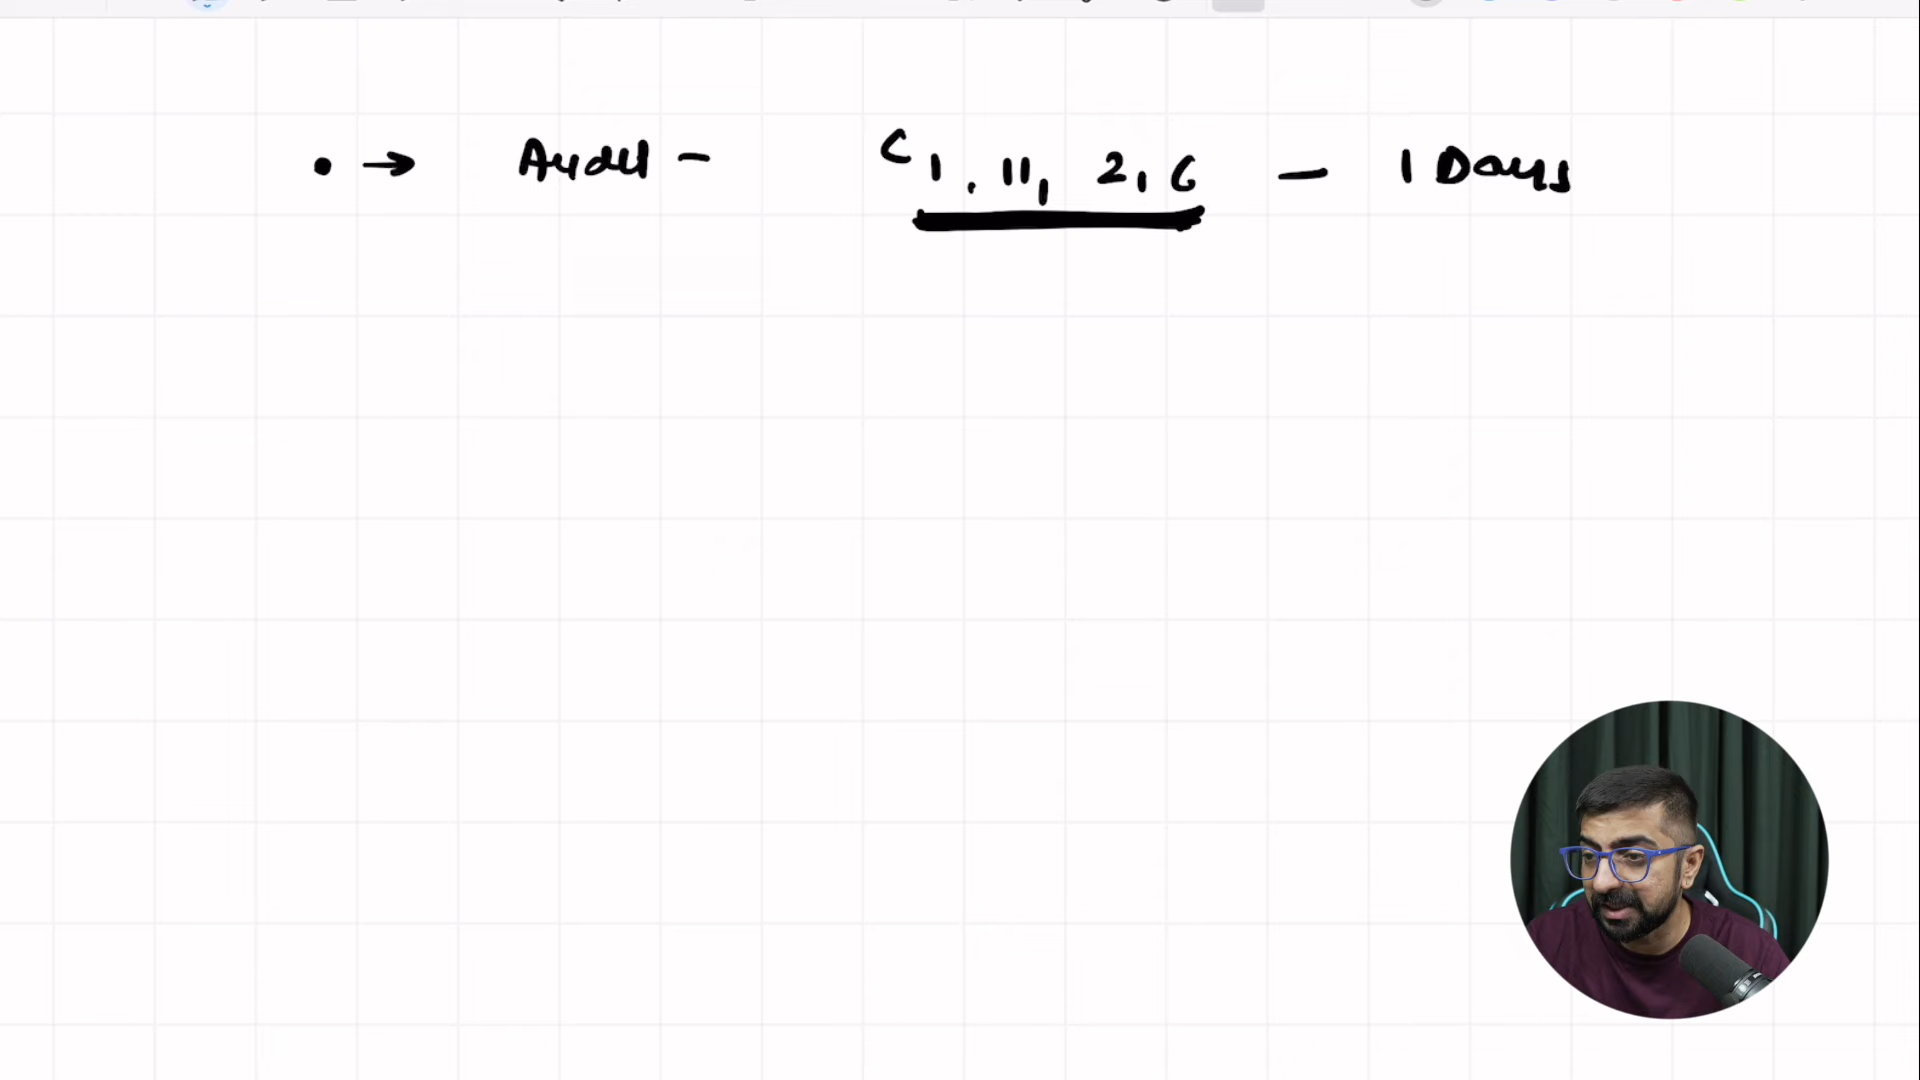 • → Audit - C 1, 11, 2, 6 - 1 Days